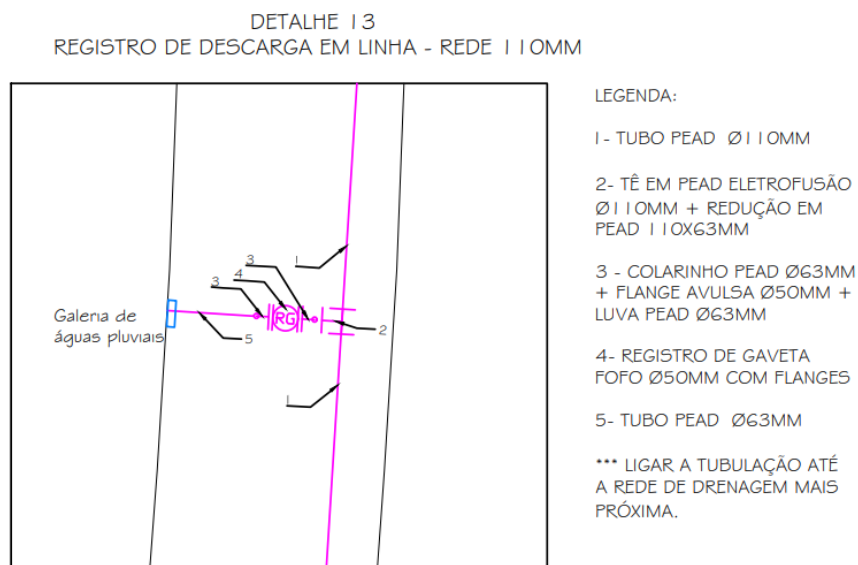 DETALHE 13
REGISTRO DE DESCARGA EM LINHA - REDE 110MM
LEGENDA:
1- TUBO PEAD Ø110MM
2- TÊ EM PEAD ELETROFUSÃO
Ø110MM + REDUÇÃO EM
PEAD 110X63MM
3 - COLARINHO PEAD Ø63MM
+ FLANGE AVULSA Ø50MM +
LUVA PEAD Ø63MM
4- REGISTRO DE GAVETA
FOFO Ø50MM COM FLANGES
5- TUBO PEAD Ø63MM
*** LIGAR A TUBULAÇÃO ATÉ
A REDE DE DRENAGEM MAIS
PRÓXIMA.
3
1
4
3
Galeria de
águas pluviais
RG
5
2
1